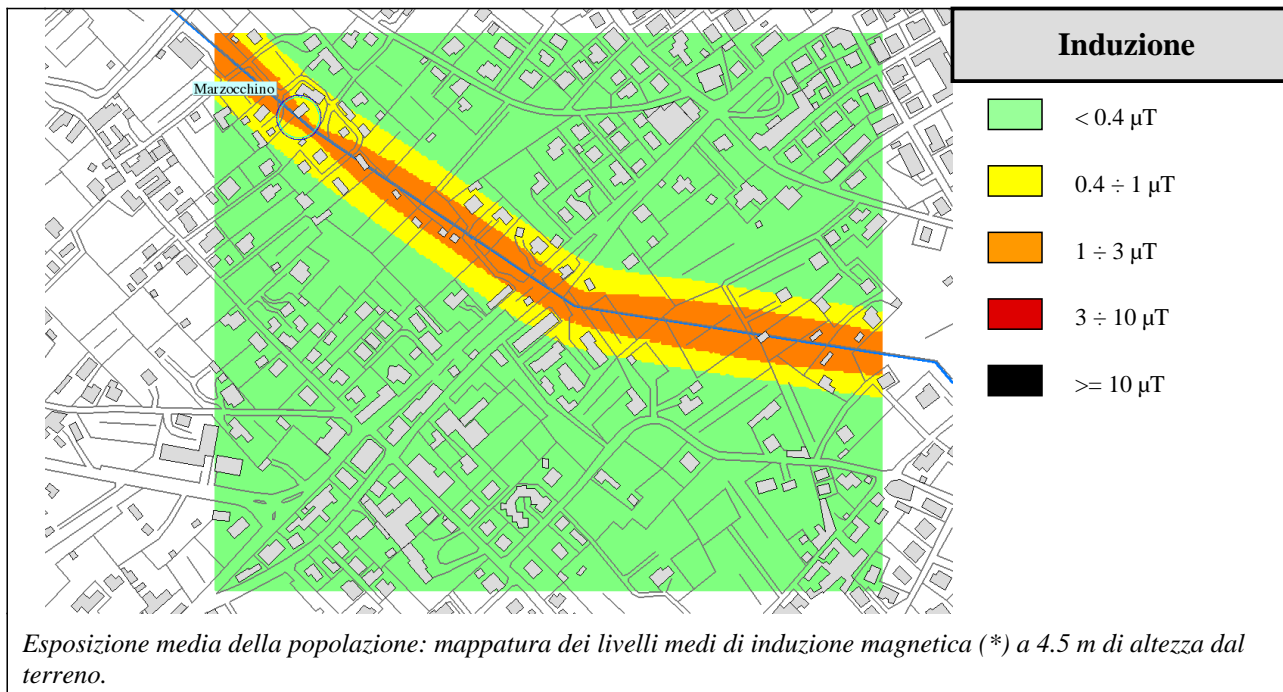 Marzocchino
Induzione
< 0.4 µT
0.4 ÷ 1 µT
1 ÷ 3 µT
3 ÷ 10 µT
>= 10 µT
Esposizione media della popolazione: mappatura dei livelli medi di induzione magnetica (*) a 4.5 m di altezza dal
terreno.